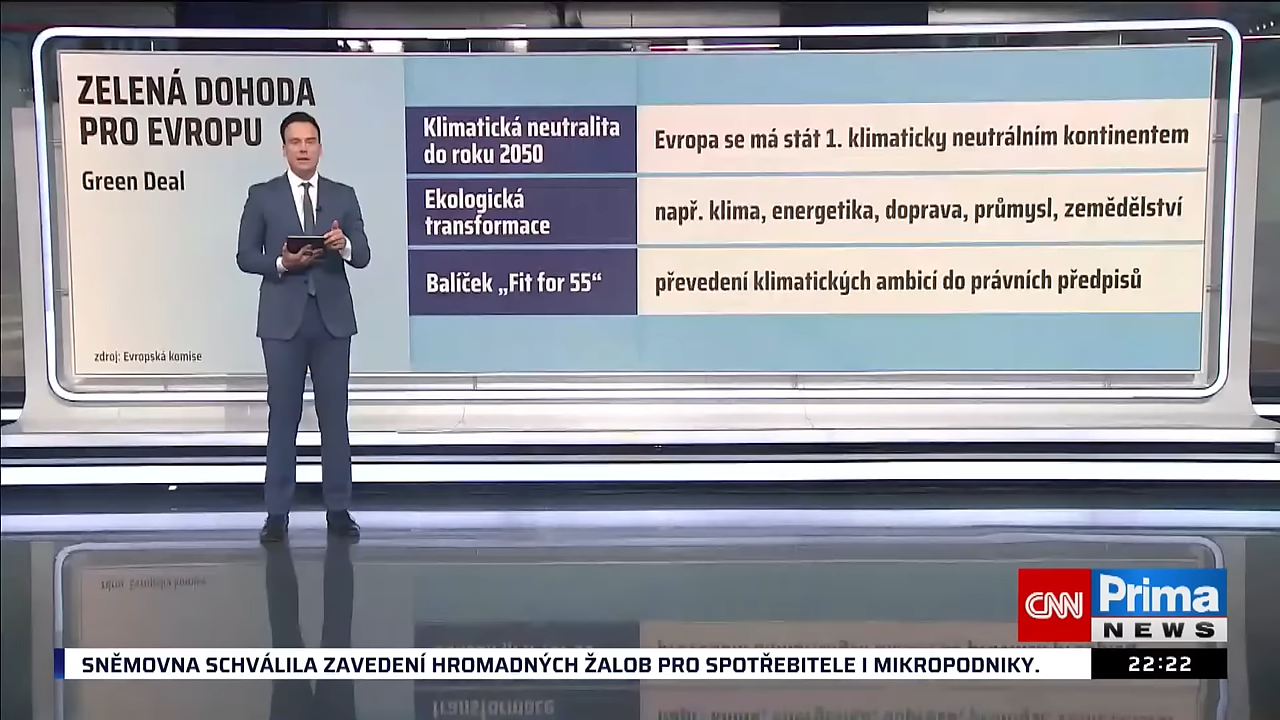 ZELENÁ DOHODA
PRO EVROPU
Green Deal
zdroj: Evropská komise
Klimatická neutralita
do roku 2050
Evropa se má stát 1. klimaticky neutrálním kontinentem
Ekologická
transformace
např. klima, energetika, doprava, průmysl, zemědělství
Balíček „Fit for 55“
převedení klimatických ambicí do právních předpisů
CNN Prima
NEWS
SNĚMOVNA SCHVÁLILA ZAVEDENÍ HROMADNÝCH ŽALOB PRO SPOTŘEBITELE I MIKROPODNIKY.
22:22